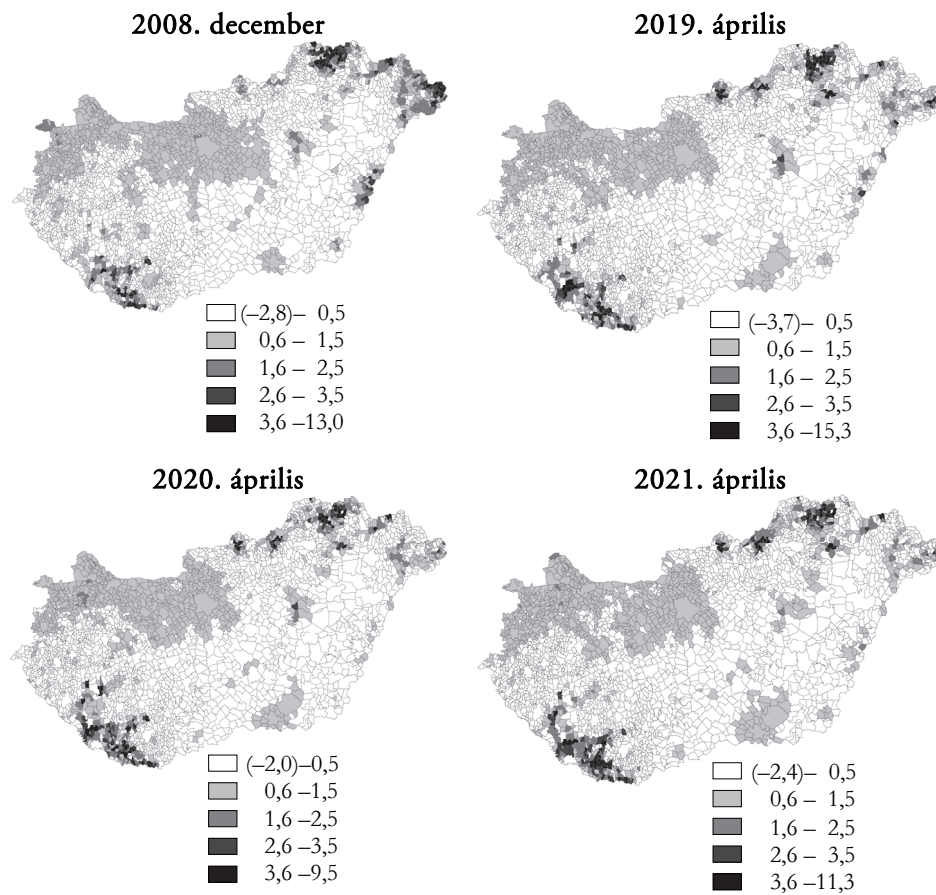 2008. december
(–2,8)– 0,5
0,6 – 1,5
1,6 – 2,5
2,6 – 3,5
3,6 –13,0
2019. április
(–3,7)– 0,5
0,6 – 1,5
1,6 – 2,5
2,6 – 3,5
3,6 –15,3
2020. április
(–2,0)–0,5
0,6 –1,5
1,6 –2,5
2,6 –3,5
3,6 –9,5
2021. április
(–2,4)– 0,5
0,6 – 1,5
1,6 – 2,5
2,6 – 3,5
3,6 –11,3